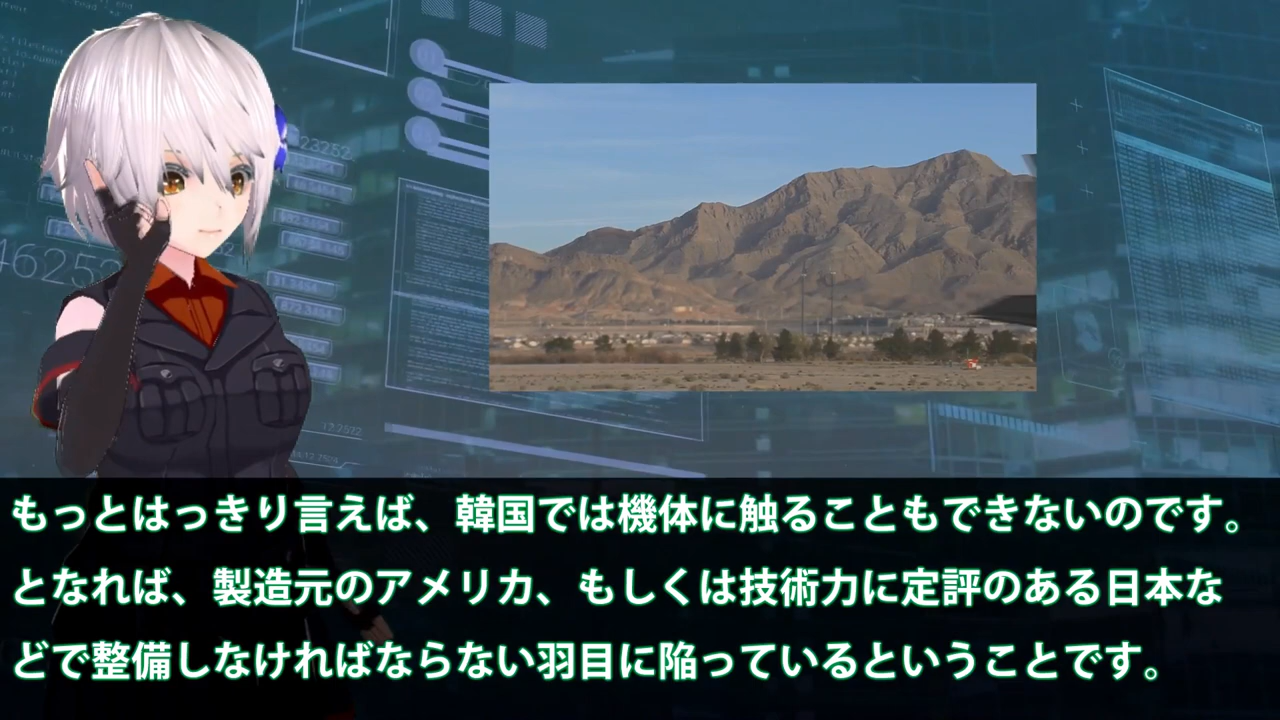 23252
46252
12.2572
もっとはっきり言えば、韓国では機体に触ることもできないのです。
となれば、製造元のアメリカ、もしくは技術力に定評のある日本な
どで整備しなければならない羽目に陥っているということです。